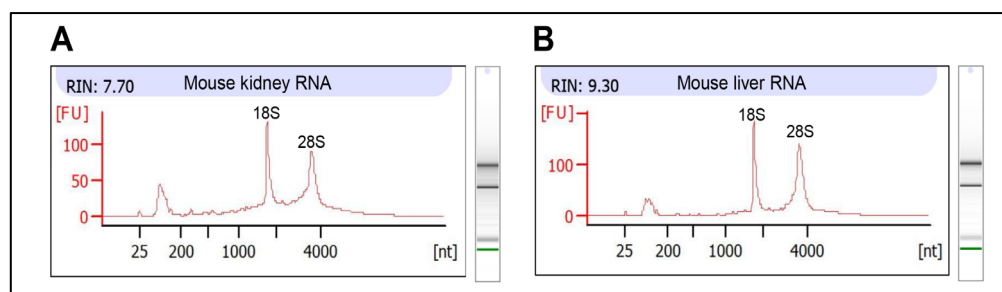 A
RIN: 7.70 Mouse kidney RNA
[FU]
18S
28S
100
50
0
25 200 1000 4000 [nt]
B
RIN: 9.30 Mouse liver RNA
[FU]
18S
28S
100
0
25 200 1000 4000 [nt]